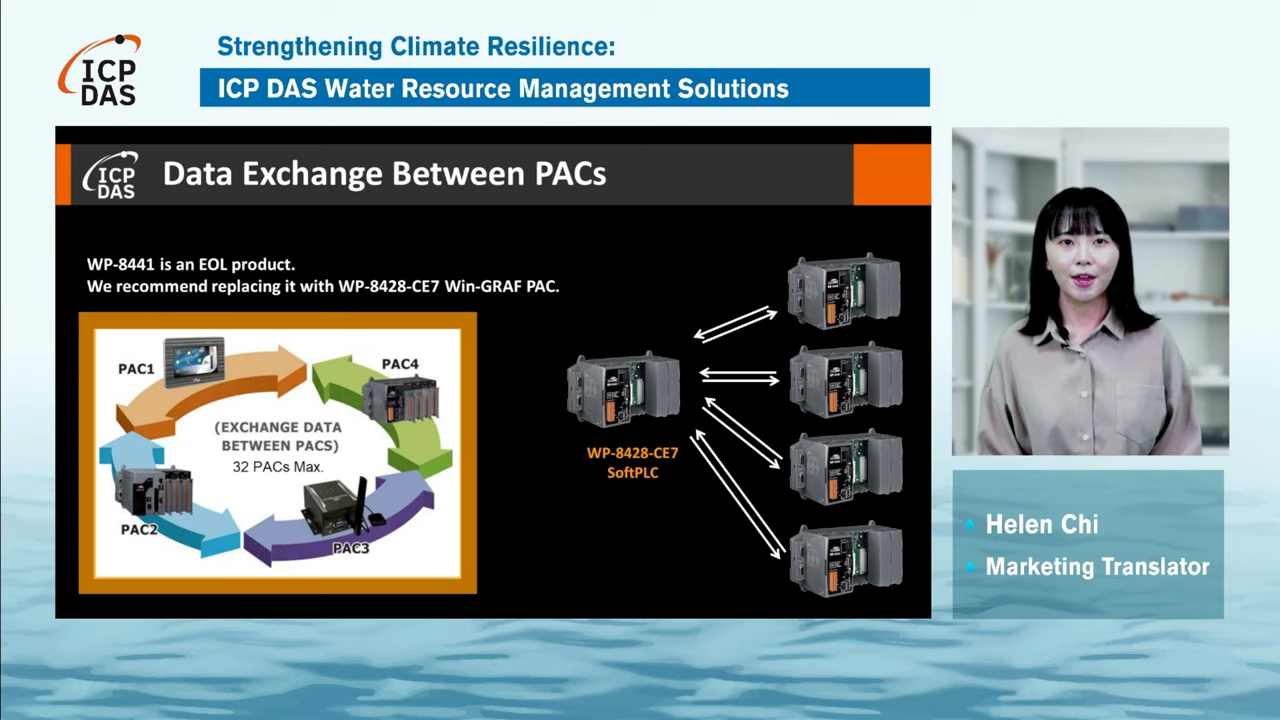 ICP
DAS
Strengthening Climate Resilience:
ICP DAS Water Resource Management Solutions
ICP
DAS
Data Exchange Between PACs
WP-8441 is an EOL product.
We recommend replacing it with WP-8428-CE7 Win-GRAF PAC.
PAC1
PAC4
(EXCHANGE DATA
BETWEEN PACS)
32 PACs Max.
PAC2
PAC3
WP-8428-CE7
SoftPLC
Helen Chi
Marketing Translator